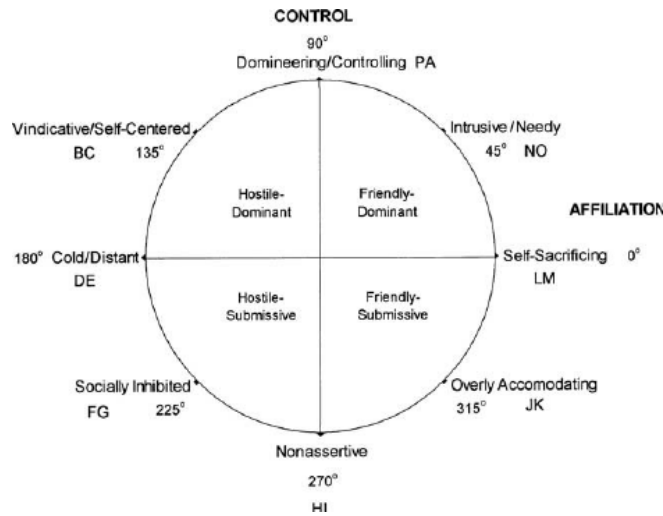 CONTROL
90°
Domineering/Controlling PA
Vindicative/Self-Centered
BC 135°
Intrusive / Needy
45° NO
Hostile-
Dominant
Friendly-
Dominant
AFFILIATION
180° Cold/Distant
DE
Self-Sacrificing 0°
LM
Hostile-
Submissive
Friendly-
Submissive
Socially Inhibited
FG 225°
Overly Accomodating
315° JK
Nonassertive
270°
HI